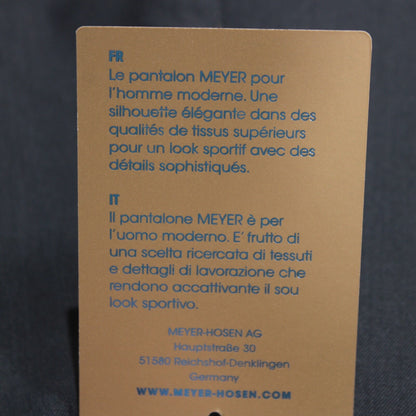 FR
Le pantalon MEYER pour
l'homme moderne. Une
silhouette élégante dans des
qualités de tissus supérieurs
pour un look sportif avec des
détails sophistiqués.
IT
Il pantalone MEYER è per
l'uomo moderno. E' frutto di
una scelta ricercata di tessuti
e dettagli di lavorazione che
rendono accattivante il sou
look sportivo.
MEYER-HOSEN AG
Hauptstraße 30
51580 Reichshof-Denklingen
Germany
WWW.MEYER-HOSEN.COM